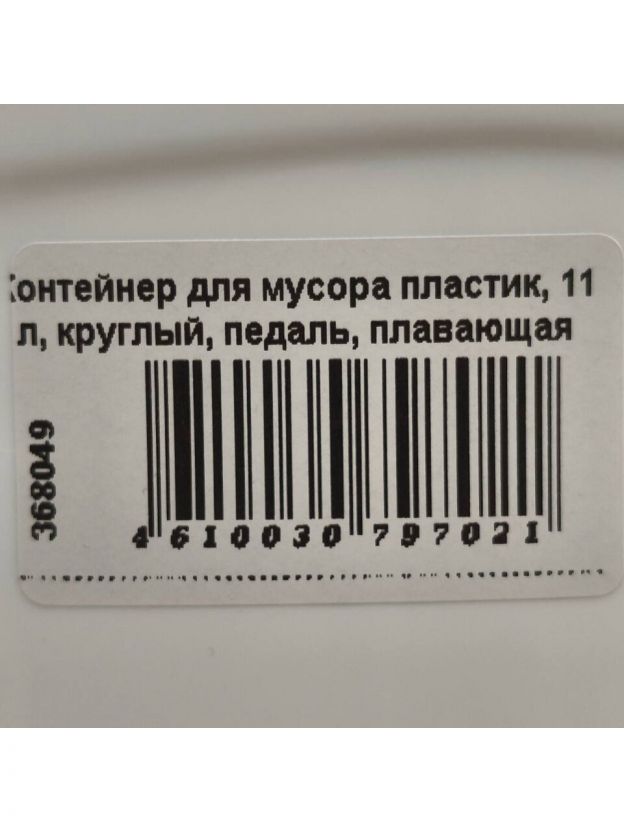 Контейнер для мусора пластик, 11
л, круглый, педаль, плавающая
368049
4 610030 797021